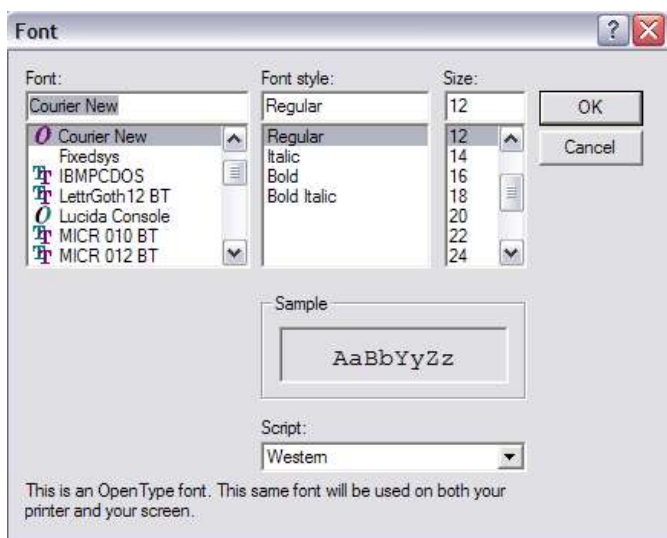 Font
?
Font:
Font style:
Size:
Courier New
Regular
12
OK
Cancel
Courier New
Fixedsys
IBMPCDOS
LettrGoth12 BT
Lucida Console
MICR 010 BT
MICR 012 BT
Regular
Italic
Bold
Bold Italic
12
14
16
18
20
22
24
Sample
AaBbYyZz
Script:
Western
This is an OpenType font. This same font will be used on both your
printer and your screen.